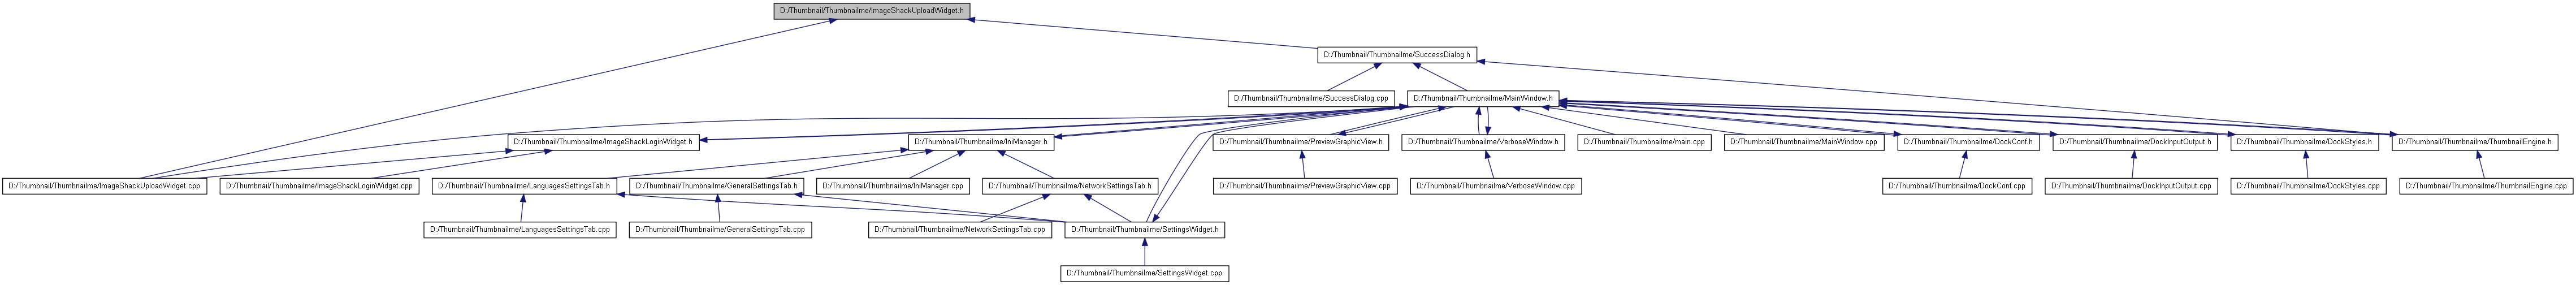 D:/Thumbnail/Thumbnailme/ImageShackUploadWidget.h
D:/Thumbnail/Thumbnailme/SuccessDialog.h
D:/Thumbnail/Thumbnailme/SuccessDialog.cpp
D:/Thumbnail/Thumbnailme/MainWindow.h
D:/Thumbnail/Thumbnailme/ImageShackLoginWidget.h
D:/Thumbnail/Thumbnailme/IniManager.h
D:/Thumbnail/Thumbnailme/PreviewGraphicView.h
D:/Thumbnail/Thumbnailme/VerboseWindow.h
D:/Thumbnail/Thumbnailme/main.cpp
D:/Thumbnail/Thumbnailme/MainWindow.cpp
D:/Thumbnail/Thumbnailme/DockConf.h
D:/Thumbnail/Thumbnailme/DockInputOutput.h
D:/Thumbnail/Thumbnailme/DockStyles.h
D:/Thumbnail/Thumbnailme/ThumbnailEngine.h
D:/Thumbnail/Thumbnailme/ImageShackUploadWidget.cpp
D:/Thumbnail/Thumbnailme/ImageShackLoginWidget.cpp
D:/Thumbnail/Thumbnailme/LanguagesSettingsTab.h
D:/Thumbnail/Thumbnailme/GeneralSettingsTab.h
D:/Thumbnail/Thumbnailme/IniManager.cpp
D:/Thumbnail/Thumbnailme/NetworkSettingsTab.h
D:/Thumbnail/Thumbnailme/PreviewGraphicView.cpp
D:/Thumbnail/Thumbnailme/VerboseWindow.cpp
D:/Thumbnail/Thumbnailme/DockConf.cpp
D:/Thumbnail/Thumbnailme/DockInputOutput.cpp
D:/Thumbnail/Thumbnailme/DockStyles.cpp
D:/Thumbnail/Thumbnailme/ThumbnailEngine.cpp
D:/Thumbnail/Thumbnailme/LanguagesSettingsTab.cpp
D:/Thumbnail/Thumbnailme/GeneralSettingsTab.cpp
D:/Thumbnail/Thumbnailme/NetworkSettingsTab.cpp
D:/Thumbnail/Thumbnailme/SettingsWidget.h
D:/Thumbnail/Thumbnailme/SettingsWidget.cpp